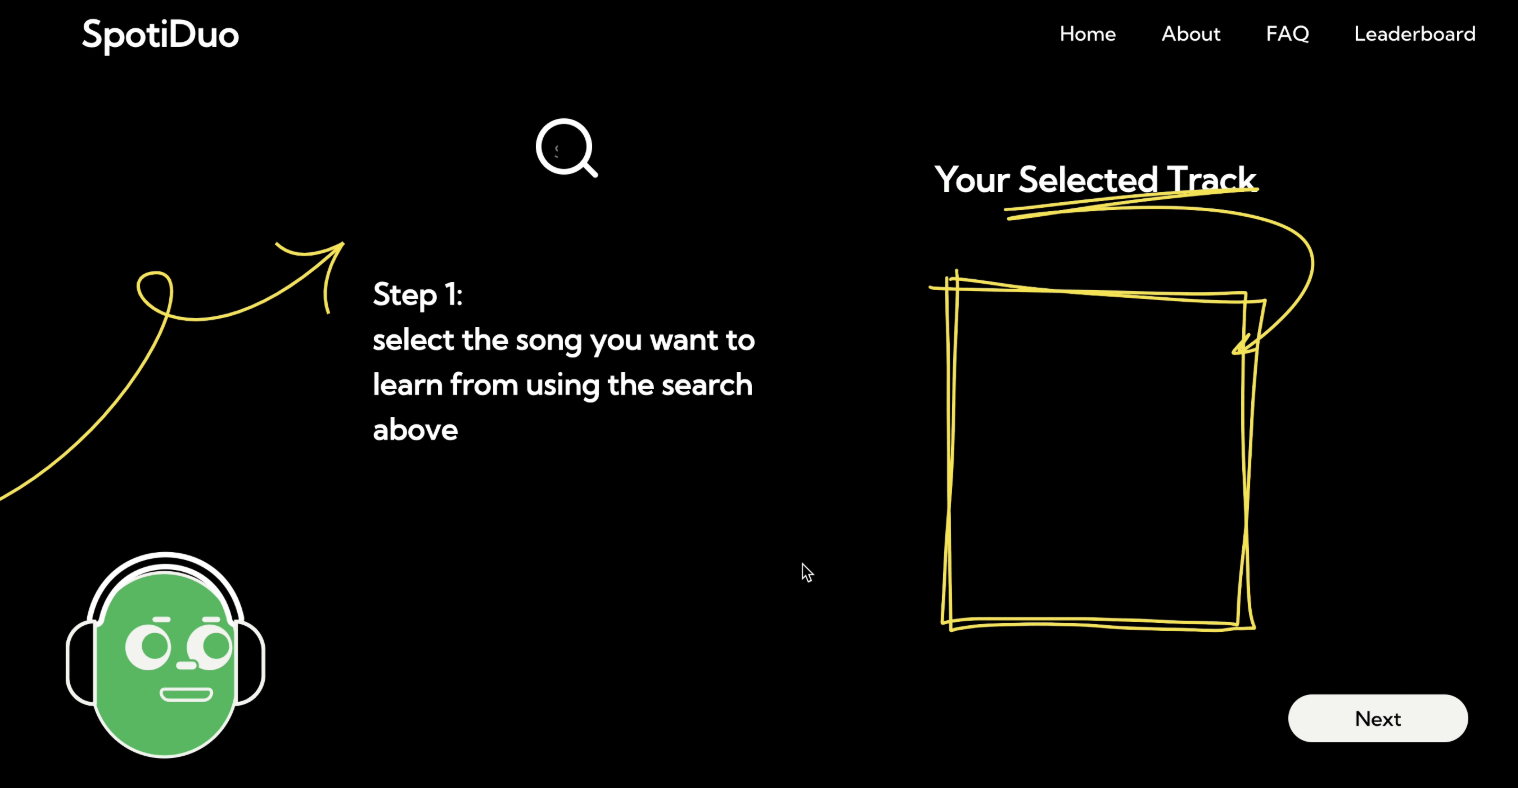 SpotiDuo
Home About FAQ Leaderboard
Your Selected Track
Step 1:
select the song you want to
learn from using the search
above
Next